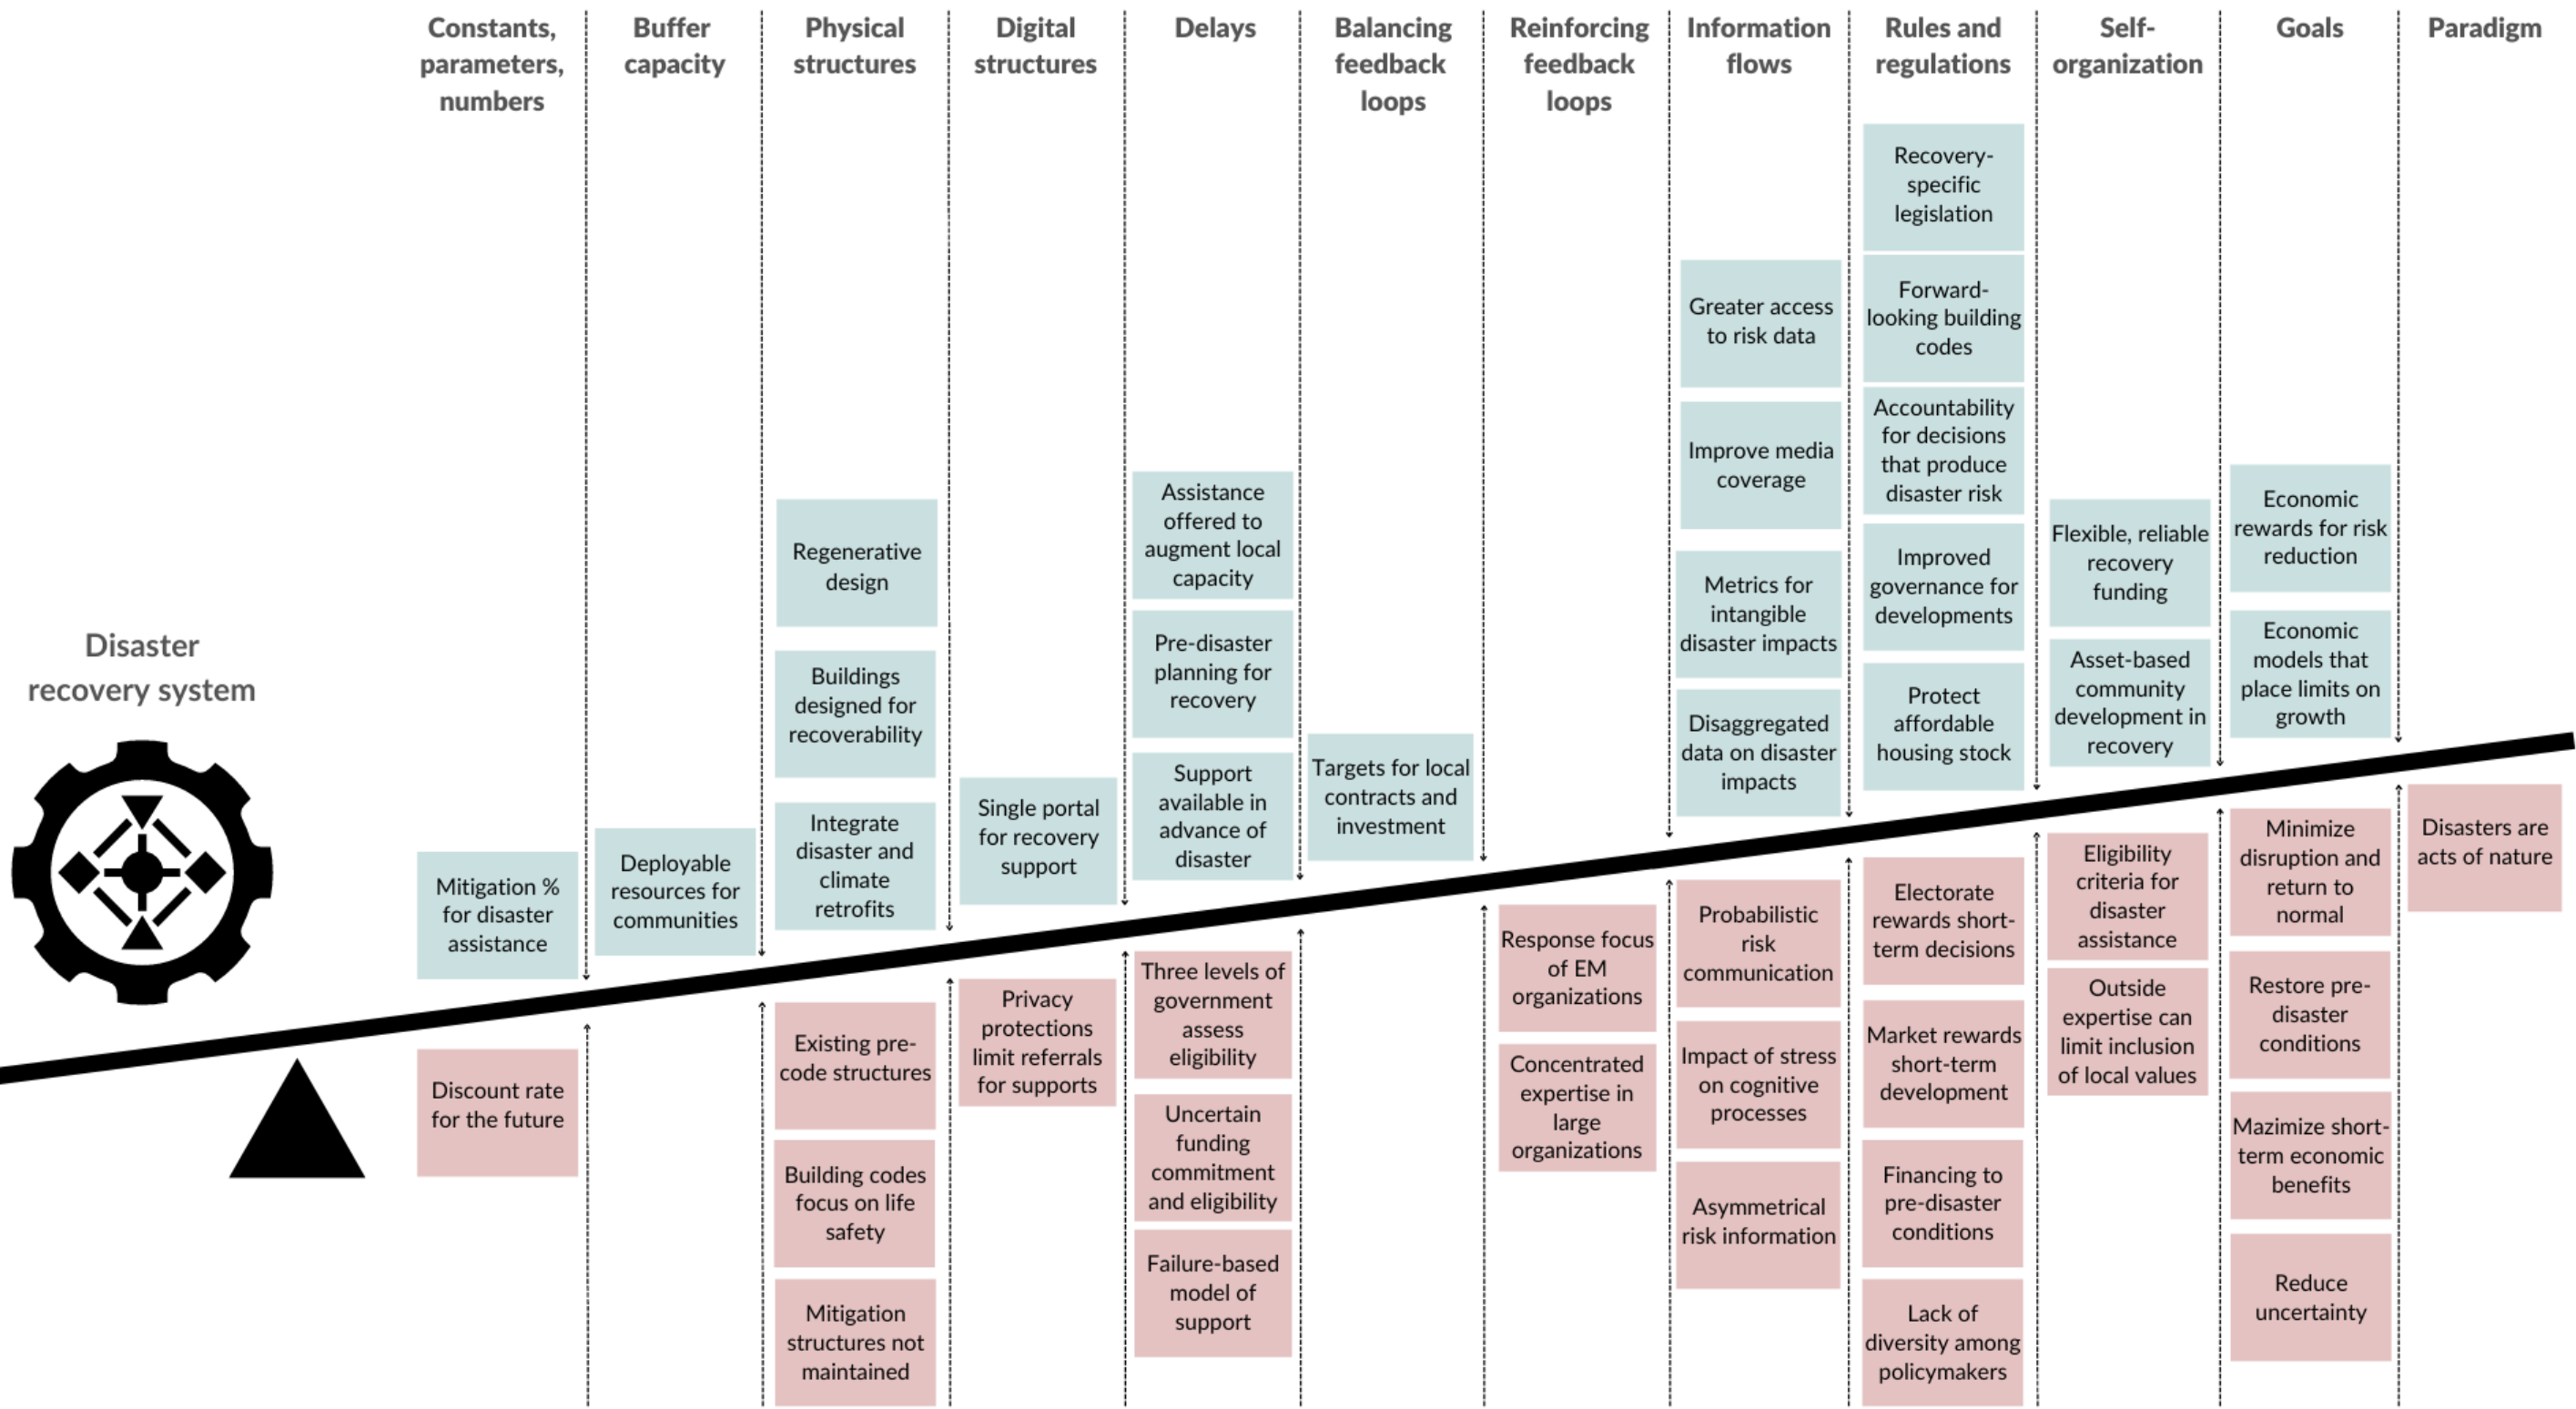 Constants,
parameters,
numbers
Buffer
capacity
Physical
structures
Digital
structures
Delays
Balancing
feedback
loops
Reinforcing
feedback
loops
Information
flows
Rules and
regulations
Self-
organization
Goals
Paradigm
Disaster
recovery system
Mitigation %
for disaster
assistance
Discount rate
for the future
Deployable
resources for
communities
Regenerative
design
Buildings
designed for
recoverability
Integrate
disaster and
climate
retrofits
Existing pre-
code structures
Building codes
focus on life
safety
Mitigation
structures not
maintained
Single portal
for recovery
support
Privacy
protections
limit referrals
for supports
Assistance
offered to
augment local
capacity
Pre-disaster
planning for
recovery
Support
available in
advance of
disaster
Three levels of
government
assess
eligibility
Uncertain
funding
commitment
and eligibility
Failure-based
model of
support
Targets for local
contracts and
investment
Response focus
of EM
organizations
Concentrated
expertise in
large
organizations
Greater access
to risk data
Improve media
coverage
Metrics for
intangible
disaster impacts
Disaggregated
data on disaster
impacts
Probabilistic
risk
communication
Impact of stress
on cognitive
processes
Asymmetrical
risk information
Recovery-
specific
legislation
Forward-
looking building
codes
Accountability
for decisions
that produce
disaster risk
Improved
governance for
developments
Protect
affordable
housing stock
Electorate
rewards short-
term decisions
Market rewards
short-term
development
Financing to
pre-disaster
conditions
Lack of
diversity among
policymakers
Flexible, reliable
recovery
funding
Asset-based
community
development in
recovery
Eligibility
criteria for
disaster
assistance
Outside
expertise can
limit inclusion
of local values
Economic
rewards for risk
reduction
Economic
models that
place limits on
growth
Minimize
disruption and
return to
normal
Restore pre-
disaster
conditions
Mazimize short-
term economic
benefits
Reduce
uncertainty
Disasters are
acts of nature